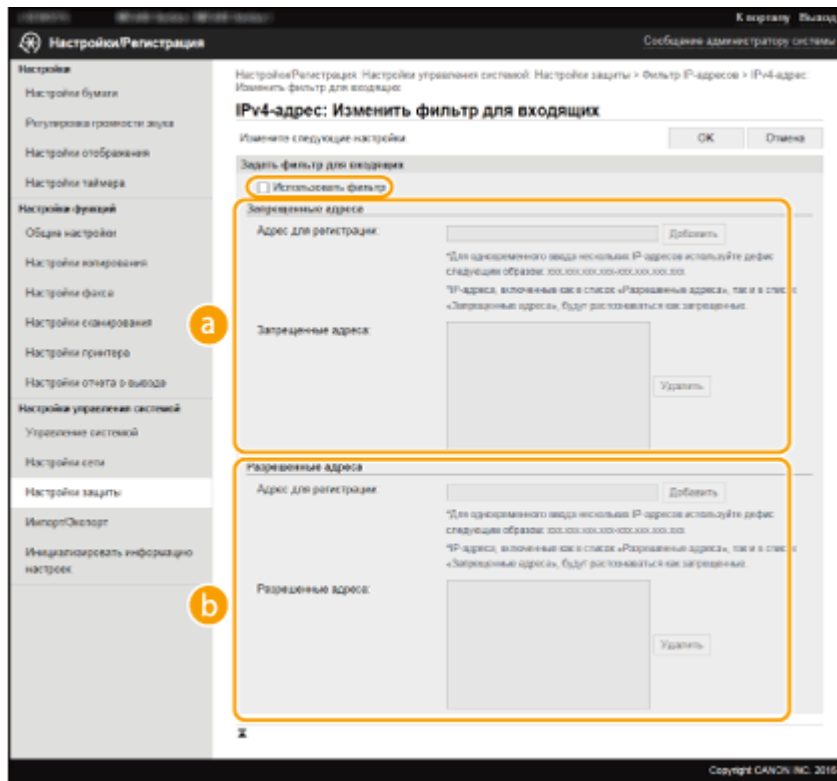 К порталу Выход
Настройки/Регистрация
Сообщение администратору системы
Настройки
Настройки бумаги
Регулировка громкости звука
Настройки отображения
Настройки таймера
Настройки функций
Общие настройки
Настройки копирования
Настройки факса
Настройки сканирования
Настройки принтера
Настройки отчета о выводе
Настройки управления системой
Управление системой
Настройки сети
Настройки защиты
Импорт/Экспорт
Инициализировать информацию
настроек
Настройки/Регистрация: Настройки управления системой: Настройки защиты > Фильтр IP-адресов > IPv4-адрес:
Изменить фильтр для входящих
IPv4-адрес: Изменить фильтр для входящих
Измените следующие настройки.
OK Отмена
Задать фильтр для входящих
Использовать фильтр
a
Запрещенные адреса
Адрес для регистрации: Добавить
*Для одновременного ввода нескольких IP-адресов используйте дефис
следующим образом: xxx.xxx.xxx.xxx-xxx.xxx.xxx.xxx.
*IP-адреса, включенные как в список «Разрешенные адреса», так и в список
«Запрещенные адреса», будут распознаваться как запрещенные.
Запрещенные адреса:
Удалить
b
Разрешенные адреса
Адрес для регистрации: Добавить
*Для одновременного ввода нескольких IP-адресов используйте дефис
следующим образом: xxx.xxx.xxx.xxx-xxx.xxx.xxx.xxx.
*IP-адреса, включенные как в список «Разрешенные адреса», так и в список
«Запрещенные адреса», будут распознаваться как запрещенные.
Разрешенные адреса:
Удалить
Copyright CANON INC.